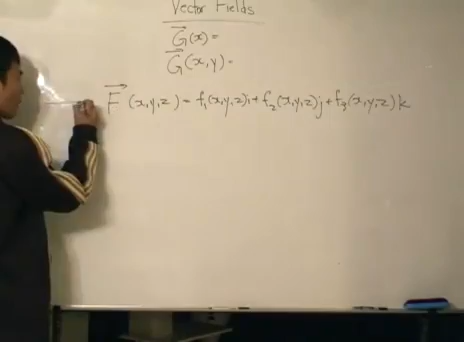 Vector Fields
G⃗(x) =
G⃗(x,y) =
F⃗(x,y,z) = f₁(x,y,z)i + f₂(x,y,z)j + f₃(x,y,z)k